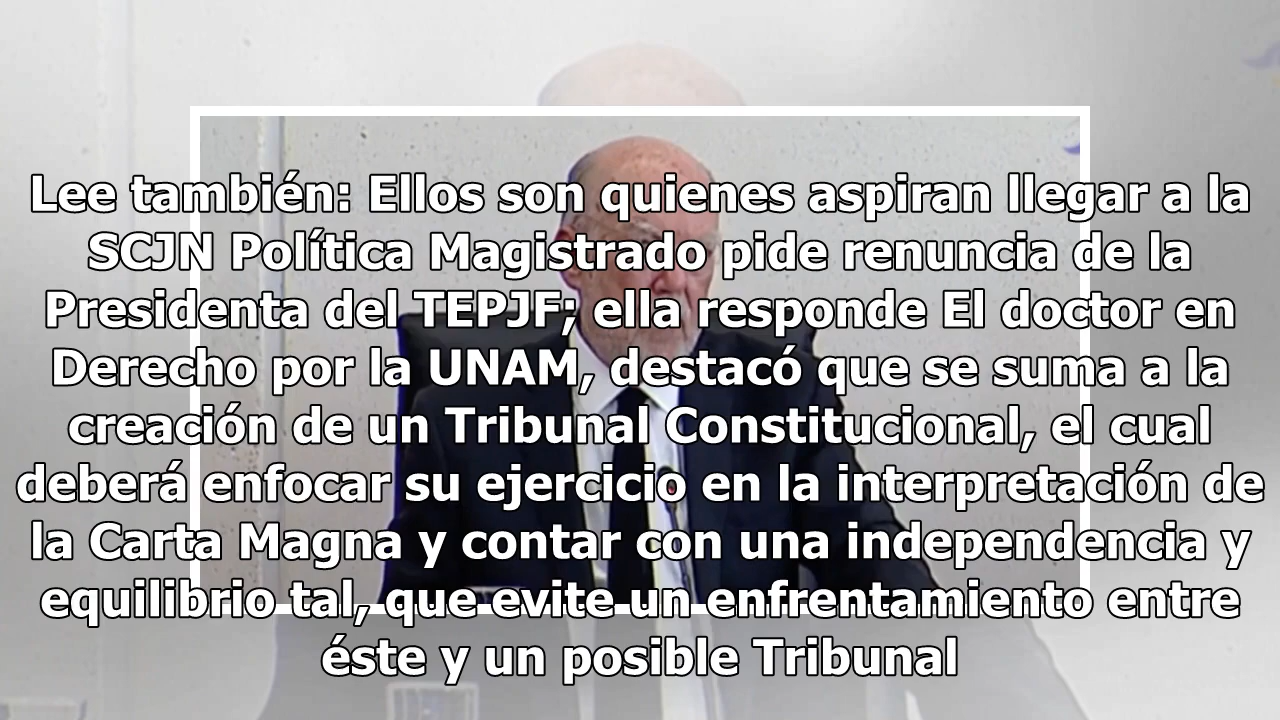 Lee también: Ellos son quienes aspiran llegar a la
SCJN Política Magistrado pide renuncia de la
Presidenta del TEPJF; ella responde El doctor en
Derecho por la UNAM, destacó que se suma a la
creación de un Tribunal Constitucional, el cual
deberá enfocar su ejercicio en la interpretación de
la Carta Magna y contar con una independencia y
equilibrio tal, que evite un enfrentamiento entre
éste y un posible Tribunal